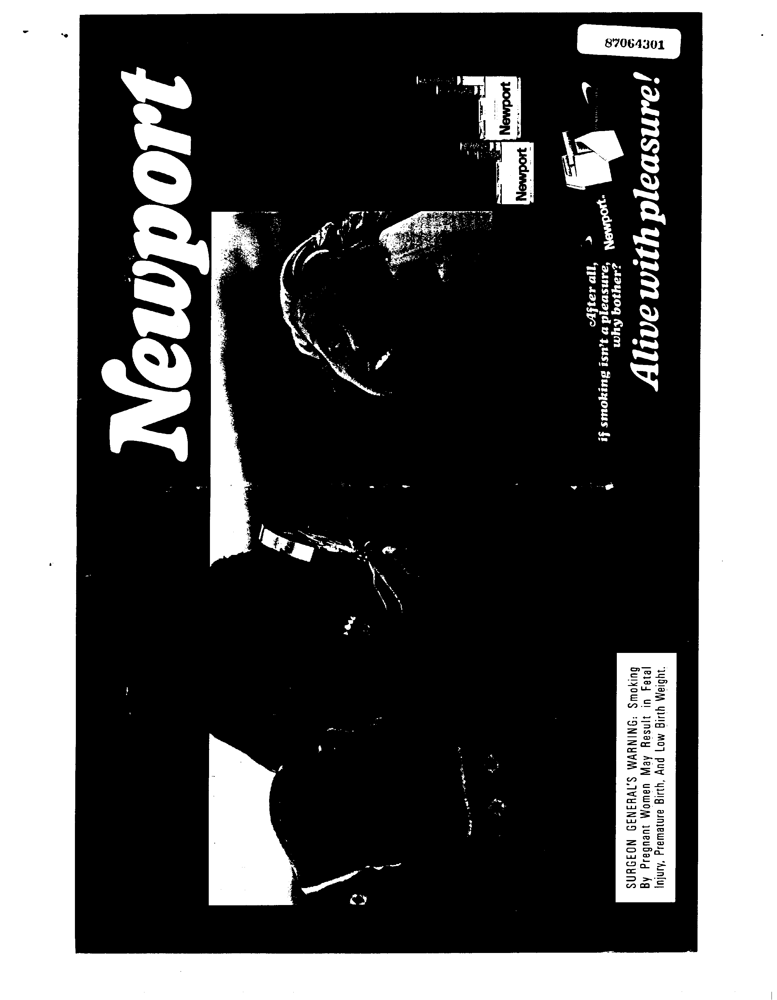 87064301
Newport
Newport
Newport
After all,
if smoking isn't a pleasure,
why bother?
Newport.
Alive with pleasure!
SURGEON GENERAL'S WARNING: Smoking
By Pregnant Women May Result in Fetal
Injury, Premature Birth, And Low Birth Weight.